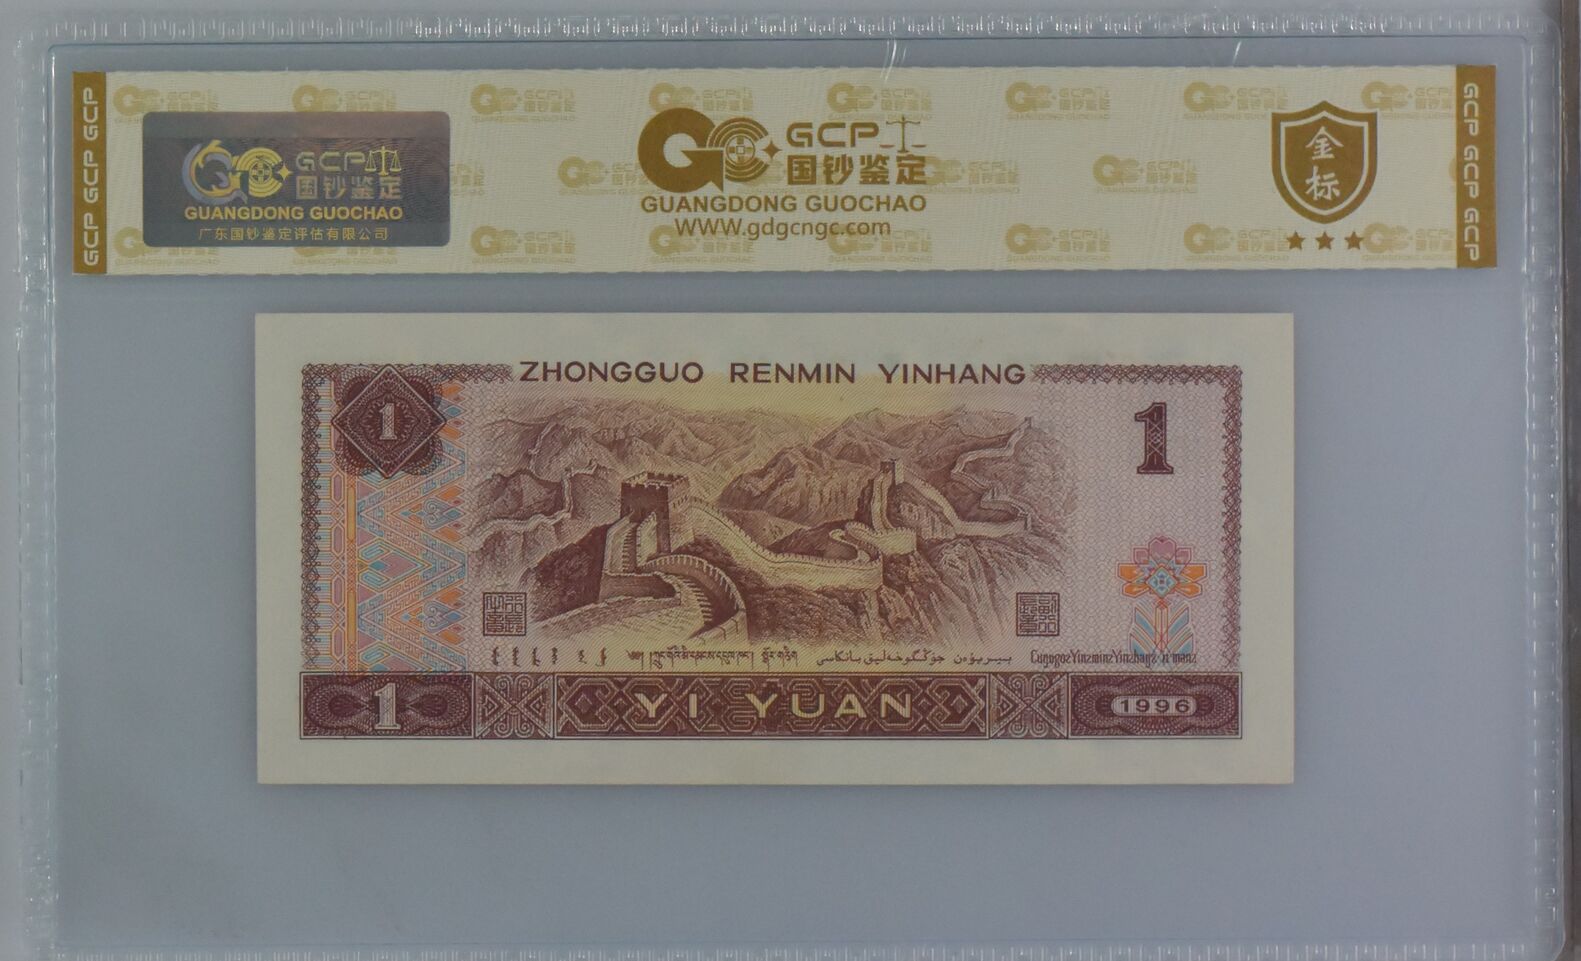 GCP GCP GCP
GCP
国钞鉴定
GUANGDONG GUOCHAO
广东国钞鉴定评估有限公司
GCP
国钞鉴定
GUANGDONG GUOCHAO
WWW.gdgcngc.com
金
标
GCP GCP GCP
ZHONGGUO RENMIN YINHANG
1
1
1
YI YUAN
1996